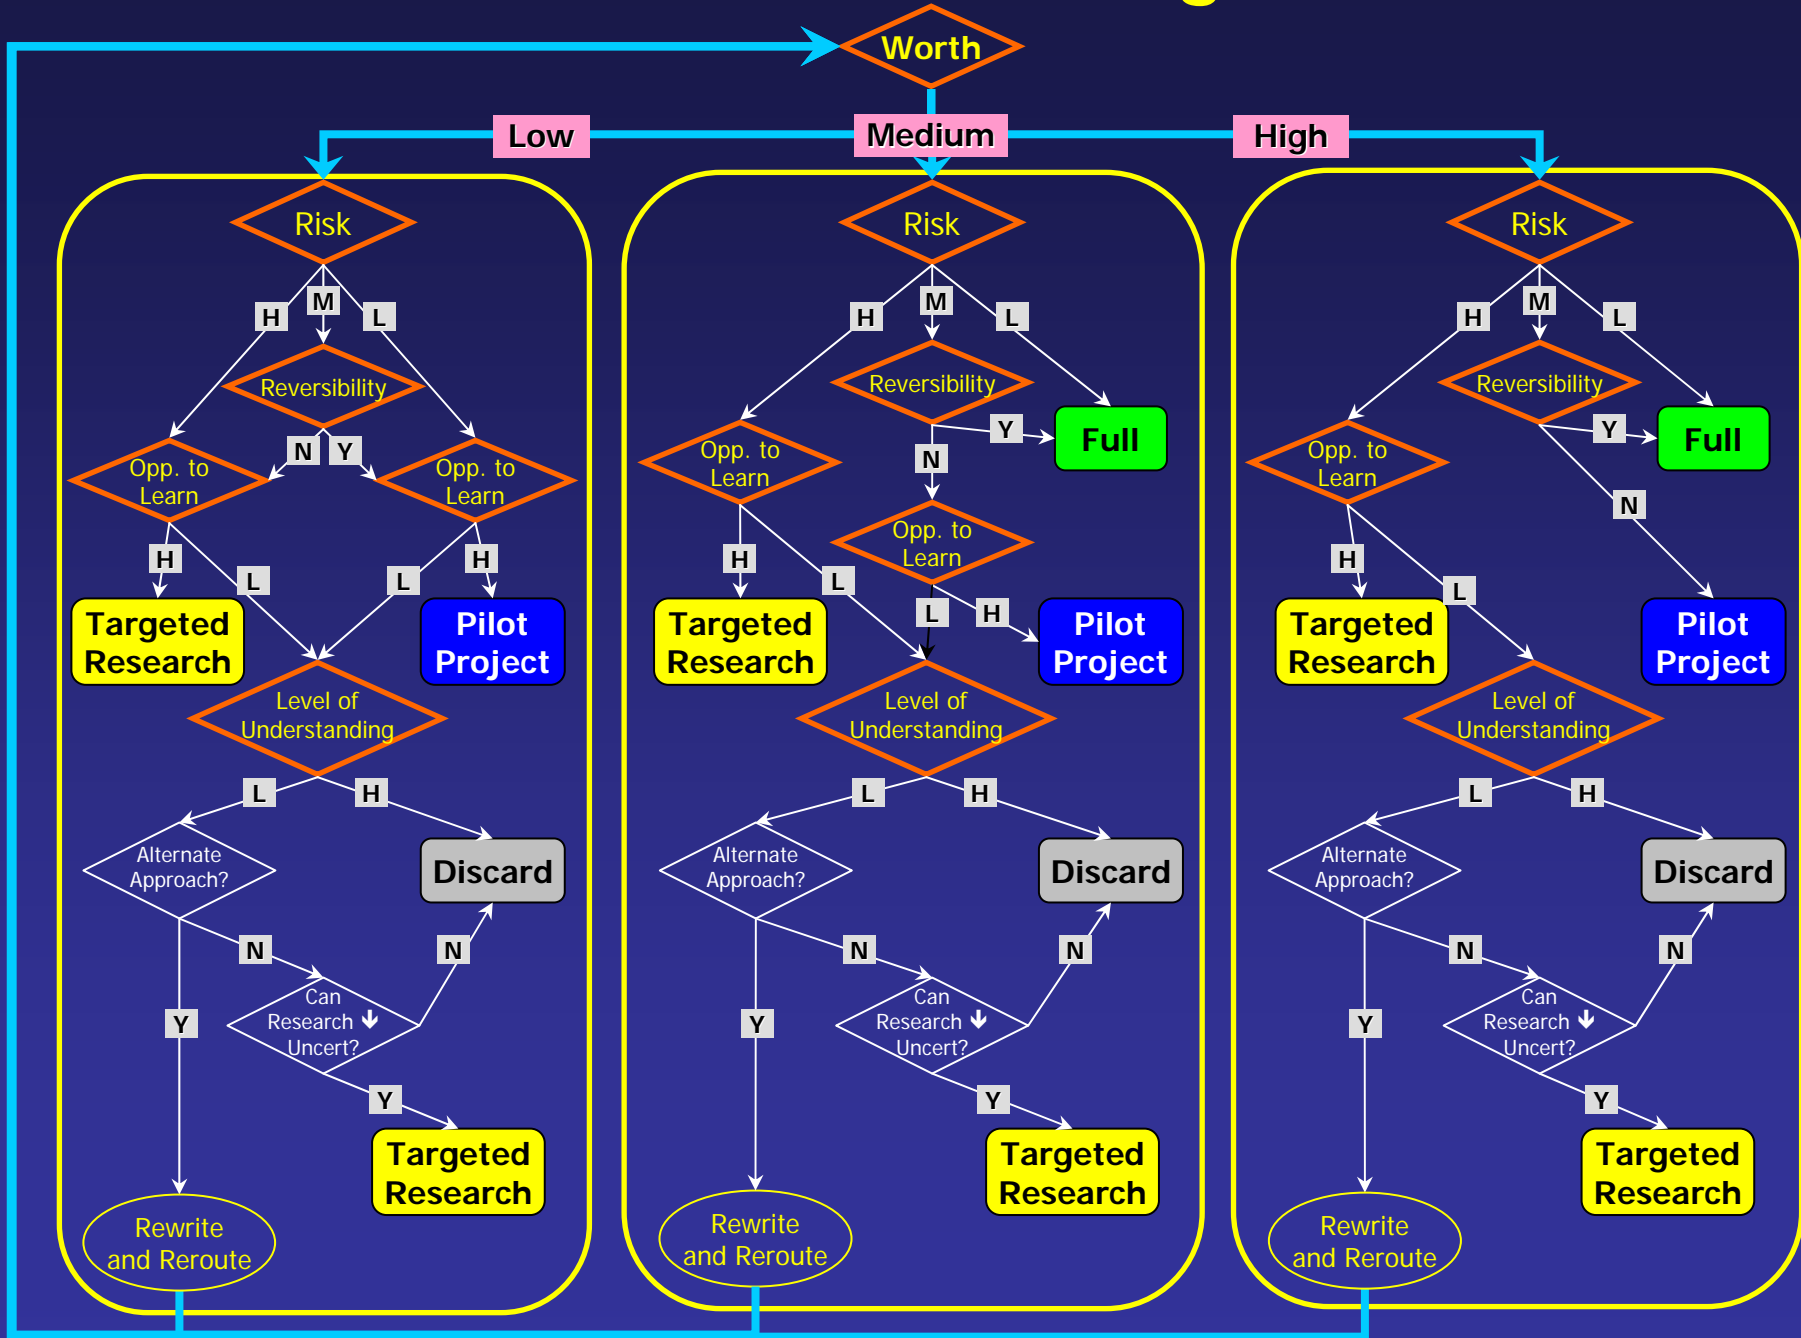 Worth
Low
Medium
High
Risk
H
M
L
Reversibility
N
Y
Opp. to
Learn
Opp. to
Learn
H
L
L
H
Targeted
Research
Pilot
Project
Level of
Understanding
L
H
Alternate
Approach?
Discard
N
N
Can
Research 🡻
Uncert?
Y
Y
Targeted
Research
Rewrite
and Reroute
Risk
H
M
L
Reversibility
Y
Full
N
Opp. to
Learn
Opp. to
Learn
H
L
L
H
Targeted
Research
Pilot
Project
Level of
Understanding
L
H
Alternate
Approach?
Discard
N
N
Can
Research 🡻
Uncert?
Y
Y
Targeted
Research
Rewrite
and Reroute
Risk
H
M
L
Reversibility
Y
Full
Opp. to
Learn
N
H
L
Targeted
Research
Pilot
Project
Level of
Understanding
L
H
Alternate
Approach?
Discard
N
N
Can
Research 🡻
Uncert?
Y
Y
Targeted
Research
Rewrite
and Reroute